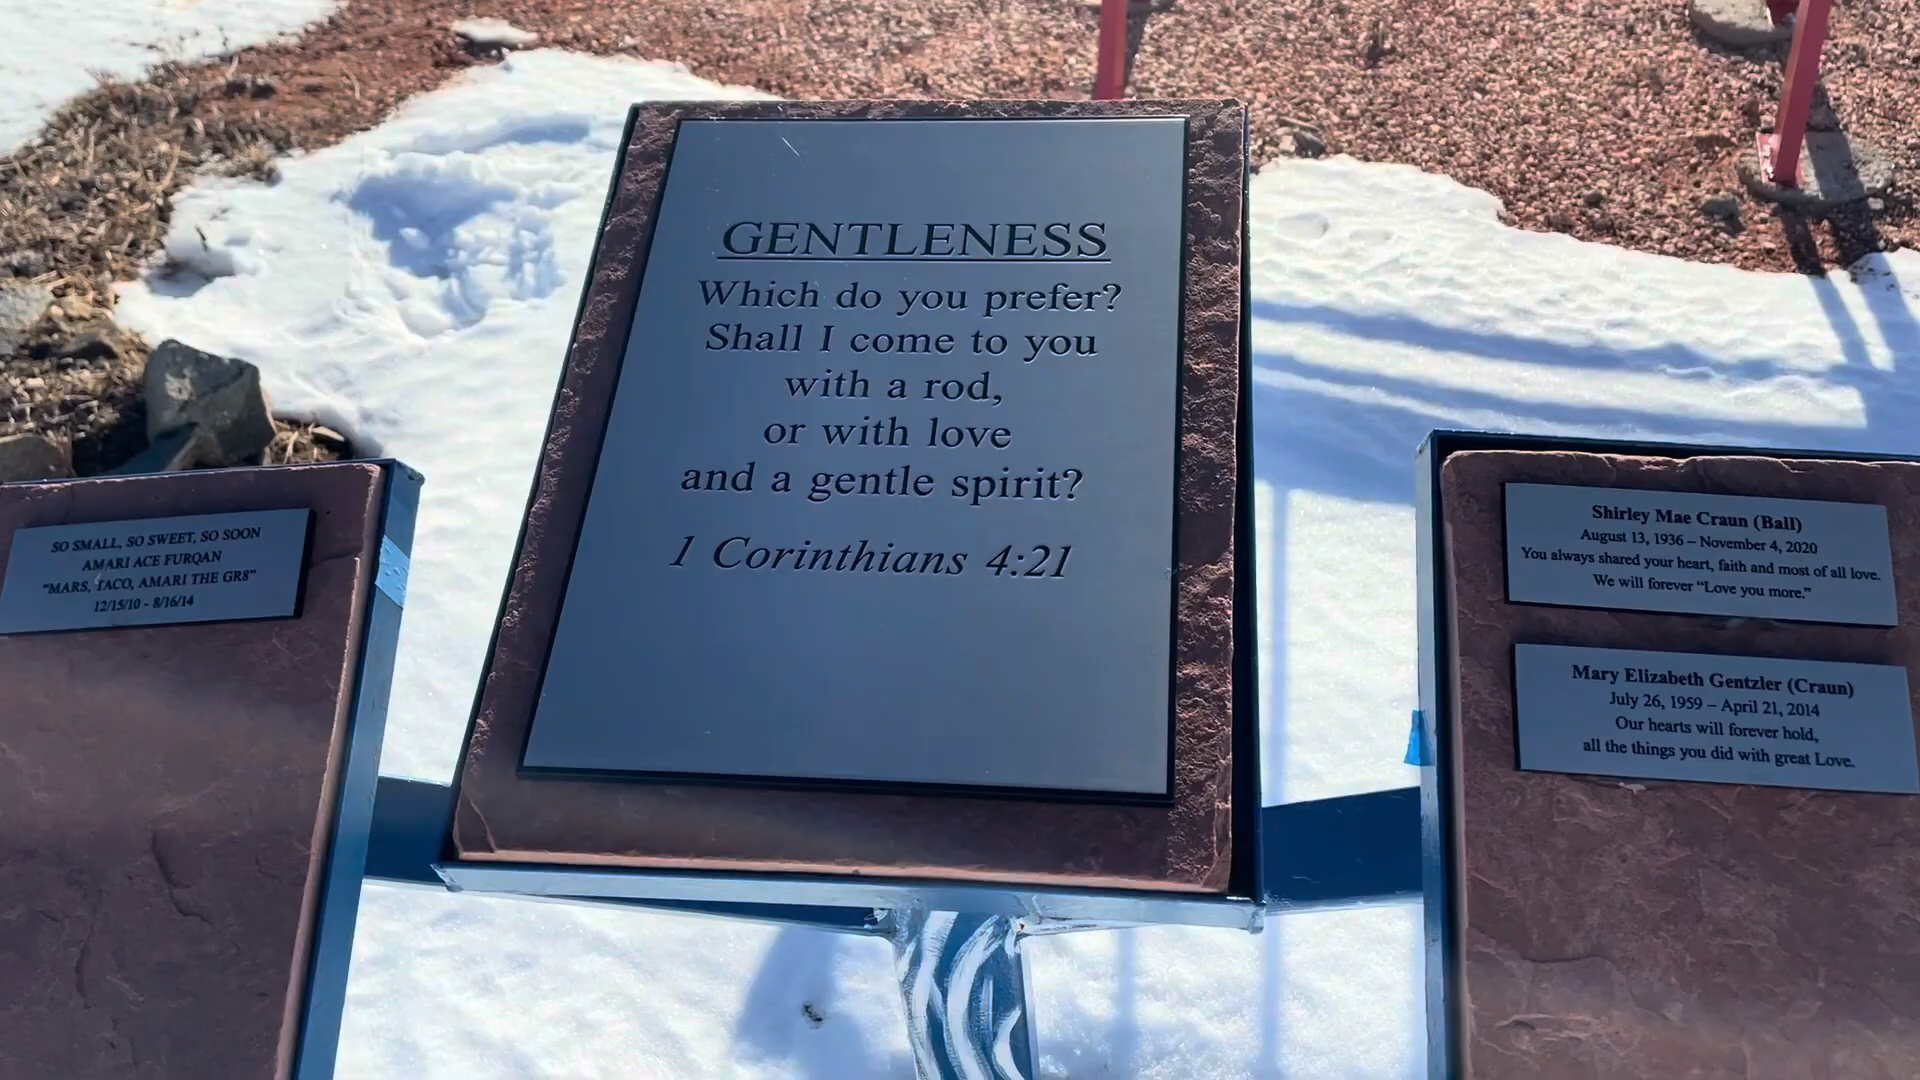 GENTLENESS
Which do you prefer?
Shall I come to you
with a rod,
or with love
and a gentle spirit?
1 Corinthians 4:21
SO SMALL, SO SWEET, SO SOON
AMARI ACE FURQAN
"MARS, TACO, AMARI THE GR8"
12/15/10 - 8/16/14
Shirley Mae Craun (Ball)
August 13, 1936 – November 4, 2020
You always shared your heart, faith and most of all love.
We will forever "Love you more."
Mary Elizabeth Gentzler (Craun)
July 26, 1959 – April 21, 2014
Our hearts will forever hold,
all the things you did with great Love.